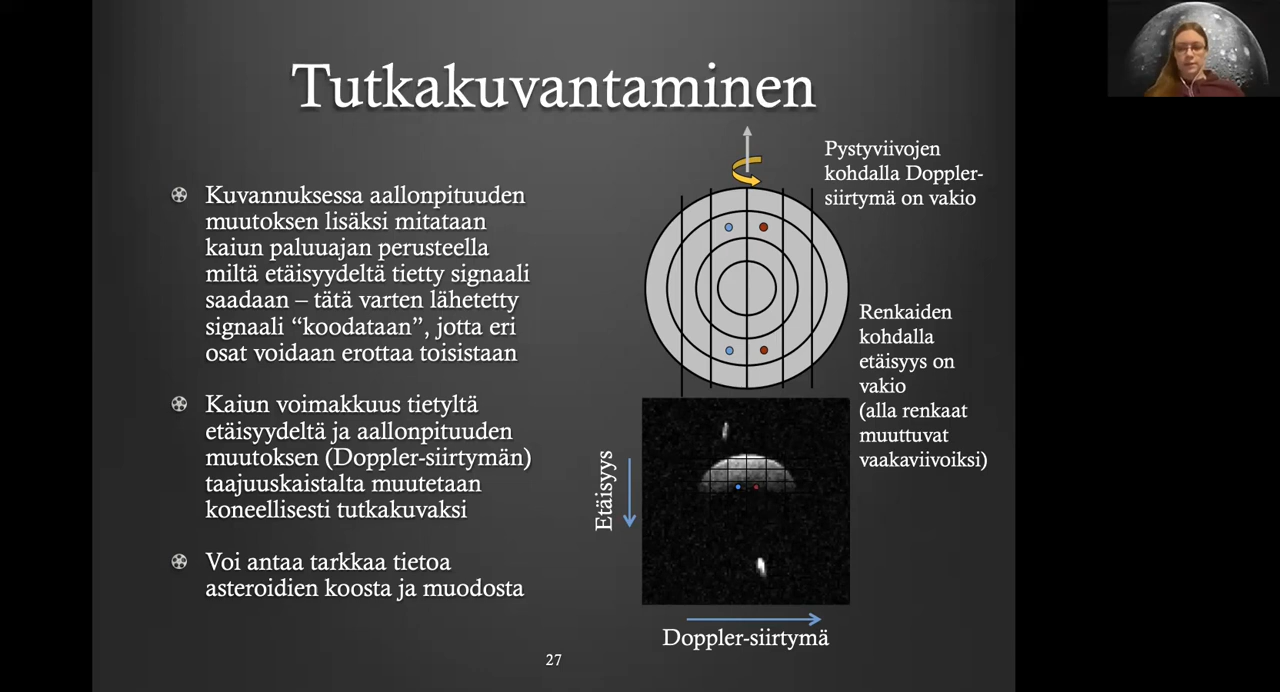 Tutkakuvantaminen
Kuvannuksessa aallonpituuden
muutoksen lisäksi mitataan
kaiun paluuajan perusteella
miltä etäisyydeltä tietty signaali
saadaan – tätä varten lähetetty
signaali “koodataan”, jotta eri
osat voidaan erottaa toisistaan
Kaiun voimakkuus tietyltä
etäisyydeltä ja aallonpituuden
muutoksen (Doppler-siirtymän)
taajuuskaistalta muutetaan
koneellisesti tutkakuvaksi
Voi antaa tarkkaa tietoa
asteroidien koosta ja muodosta
Pystyviivojen
kohdalla Doppler-
siirtymä on vakio
Renkaiden
kohdalla
etäisyys on
vakio
(alla renkaat
muuttuvat
vaakaviivoiksi)
Etäisyys
Doppler-siirtymä
27